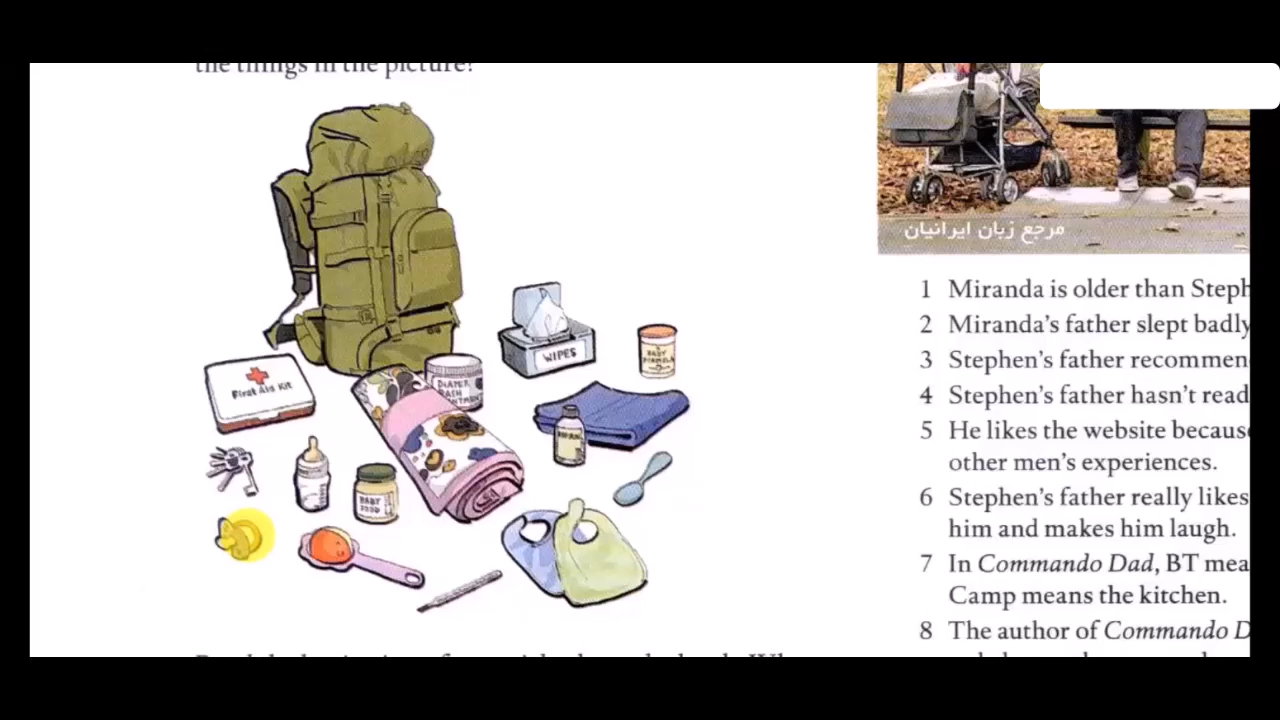 the things in the picture?
First Aid Kit
DIAPER
RASH
OINTMENT
WIPES
BABY
FORMULA
BABY
FOOD
مرجع زبان ایرانیان
1 Miranda is older than Steph
2 Miranda's father slept badly
3 Stephen's father recommen
4 Stephen's father hasn't read
5 He likes the website because
other men's experiences.
6 Stephen's father really likes
him and makes him laugh.
7 In Commando Dad, BT mea
Camp means the kitchen.
8 The author of Commando D